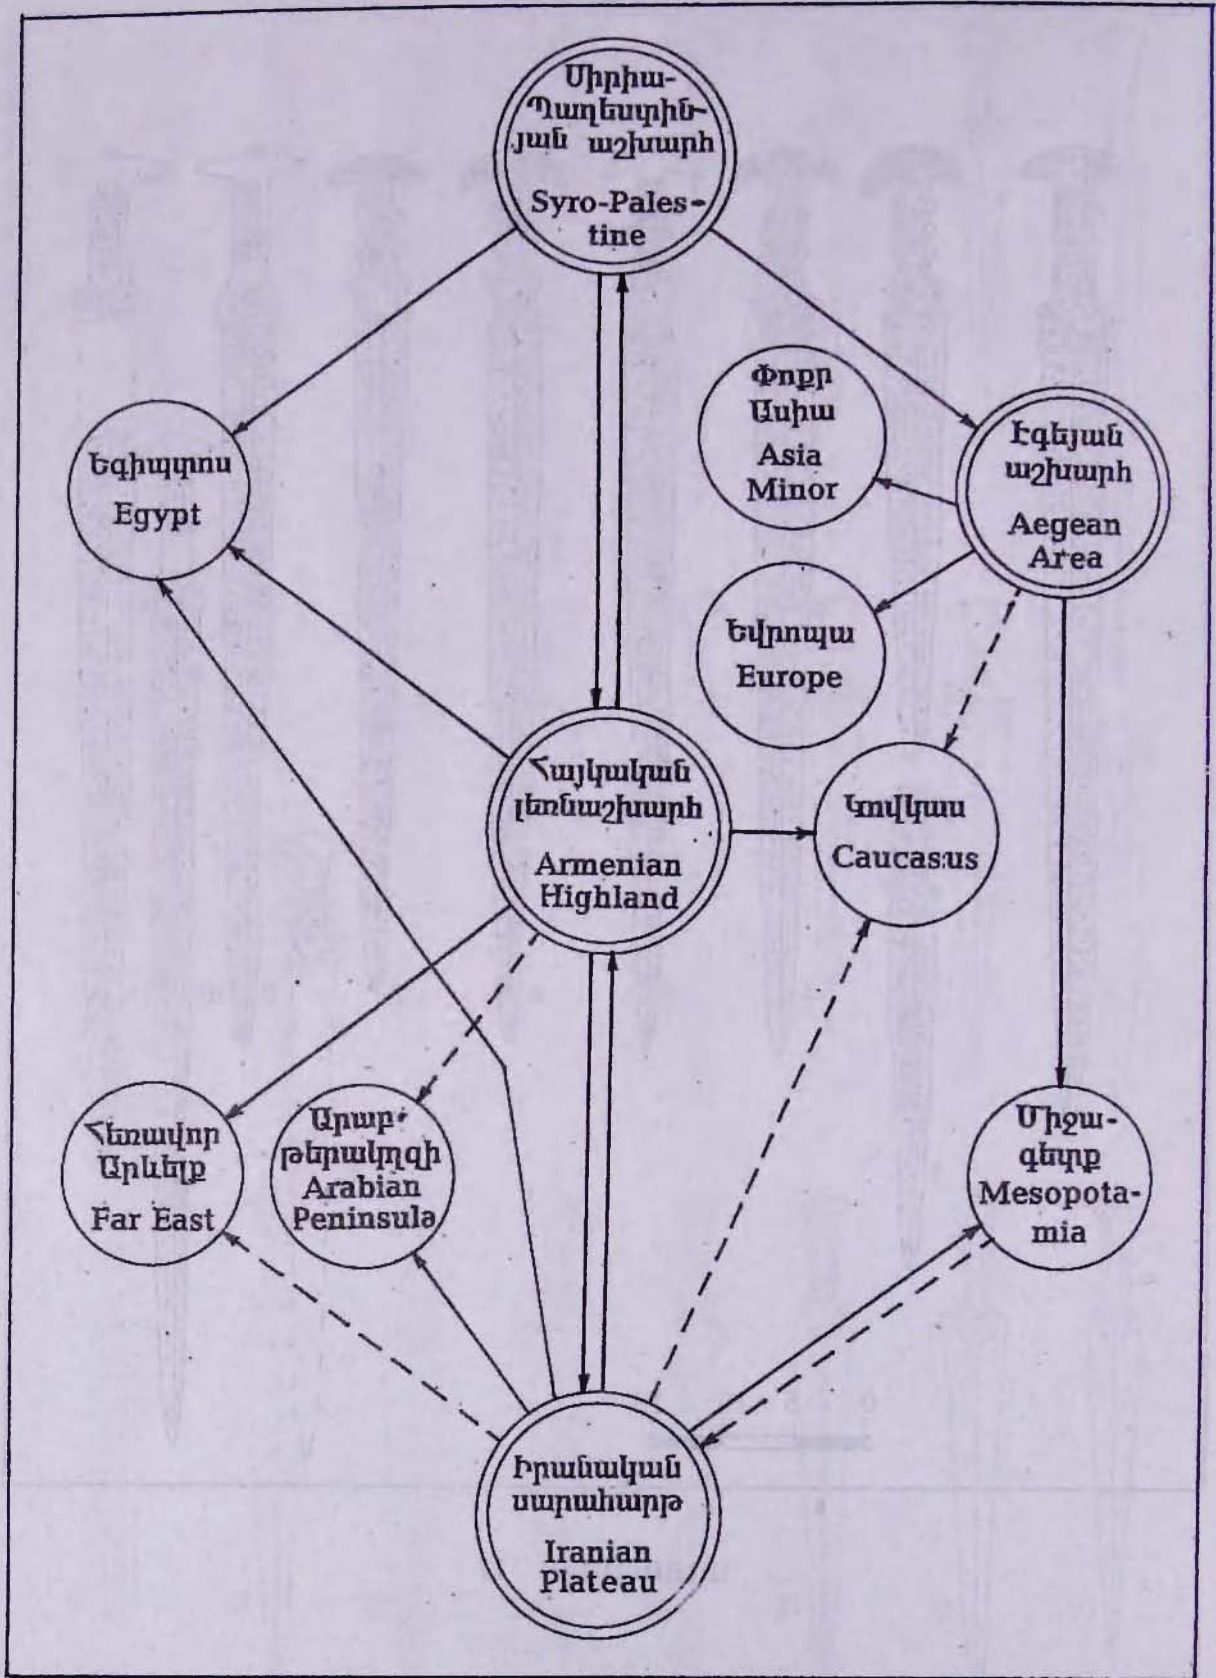 Սիրիա-
Պաղեստին-
յան աշխարհ
Syro-Pales-
tine
Փոքր
Ասիա
Asia
Minor
Էգեյան
աշխարհ
Aegean
Area
Եգիպտոս
Egypt
Եվրոպա
Europe
Հայկական
լեռնաշխարհ
Armenian
Highland
Կովկաս
Caucasus
Հեռավոր
Արևելք
Far East
Արաբ.
թերակղզի
Arabian
Peninsula
Միջա-
գետք
Mesopota-
mia
Իրանական
սարահարթ
Iranian
Plateau